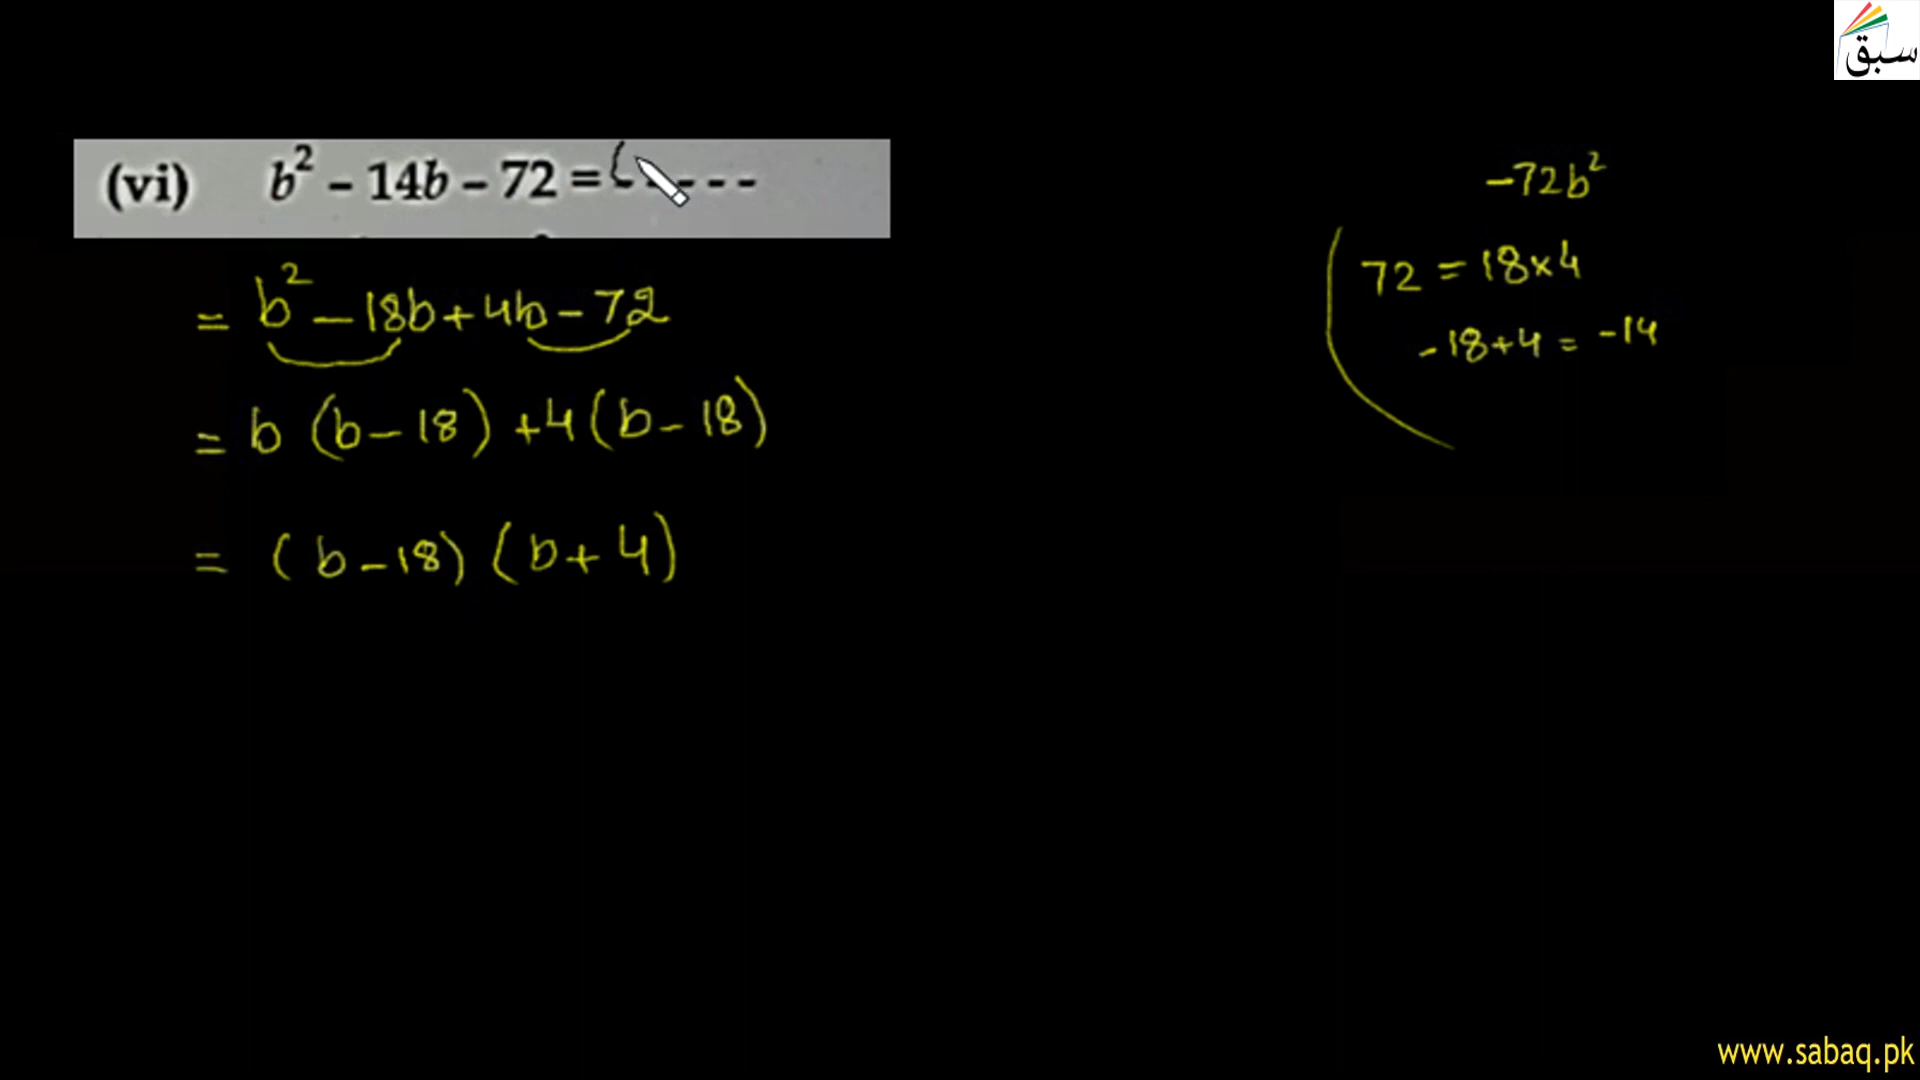 سبق
(vi) b² – 14b – 72 = (- - - - -
= b² – 18b + 4b – 72
= b (b – 18) + 4 (b – 18)
= (b – 18) (b + 4)
-72b²
72 = 18×4
-18+4 = -14
www.sabaq.pk